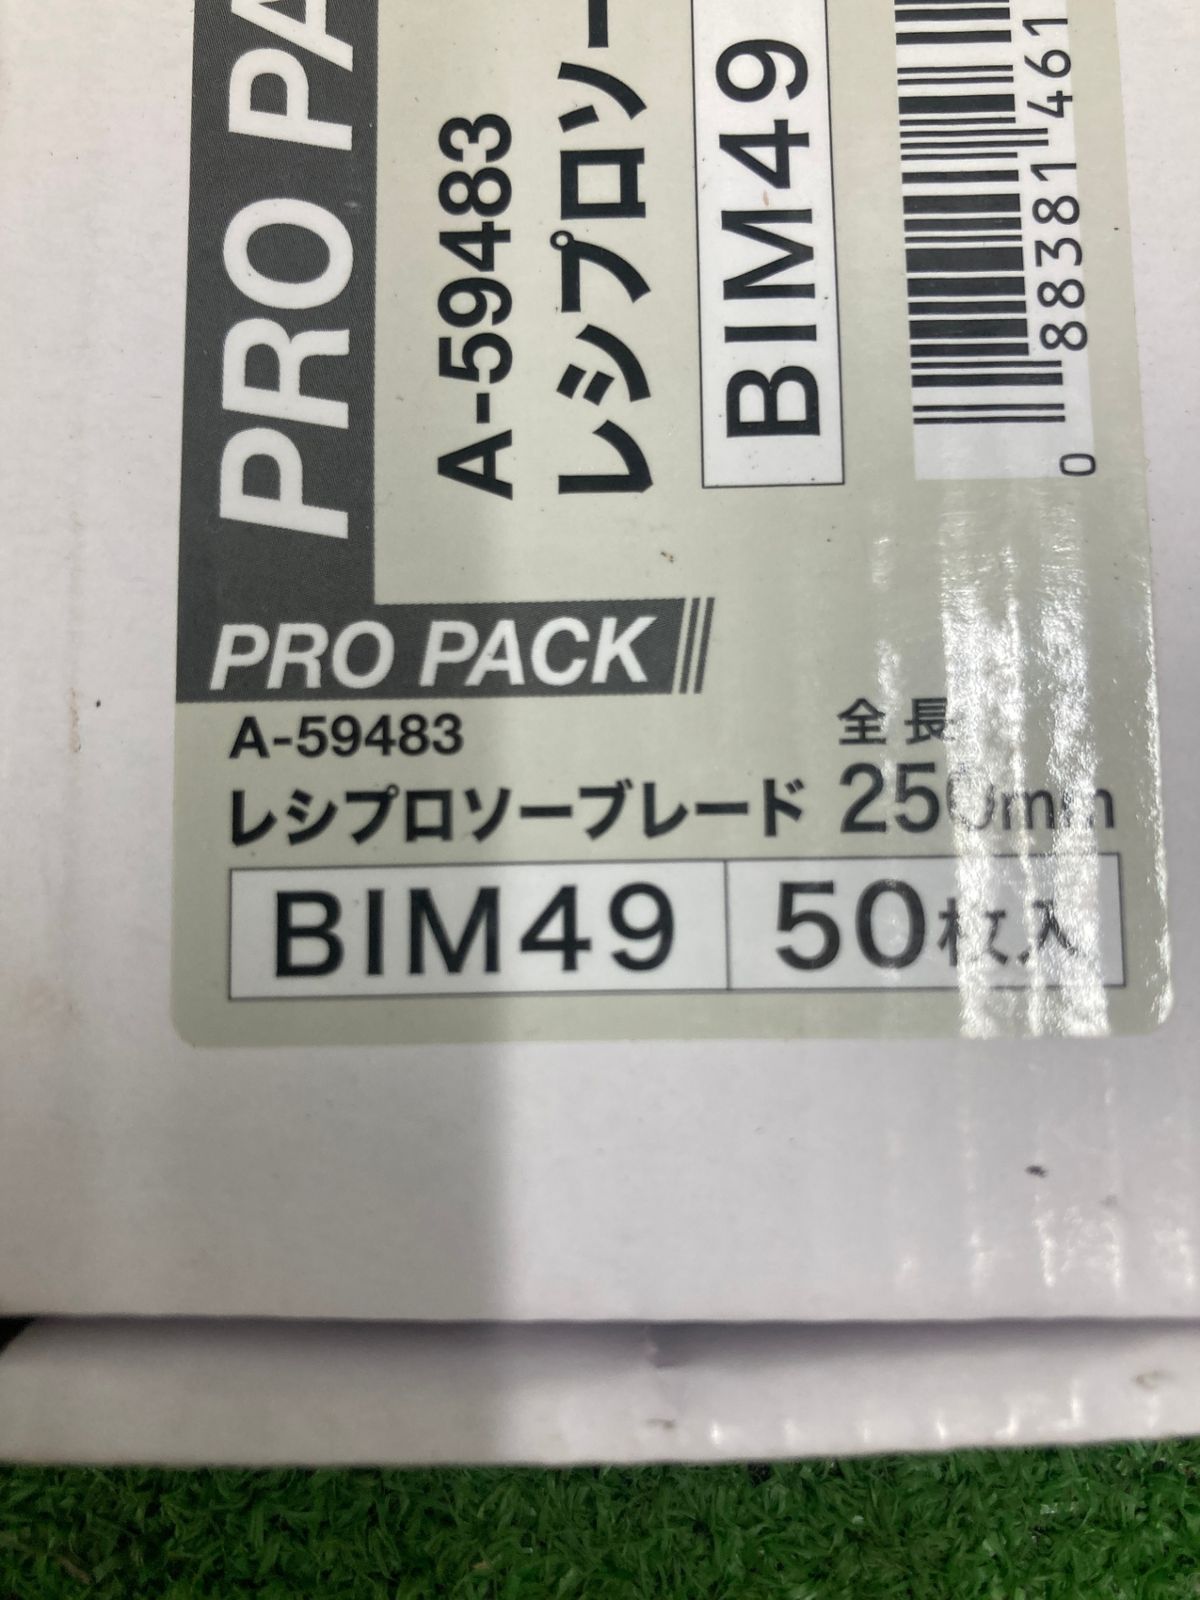 PRO PA
A-59483
レシプロソー
BIM49
0 88381 461
PRO PACK
A-59483
全長
レシプロソーブレード 250mm
BIM49 50枚入